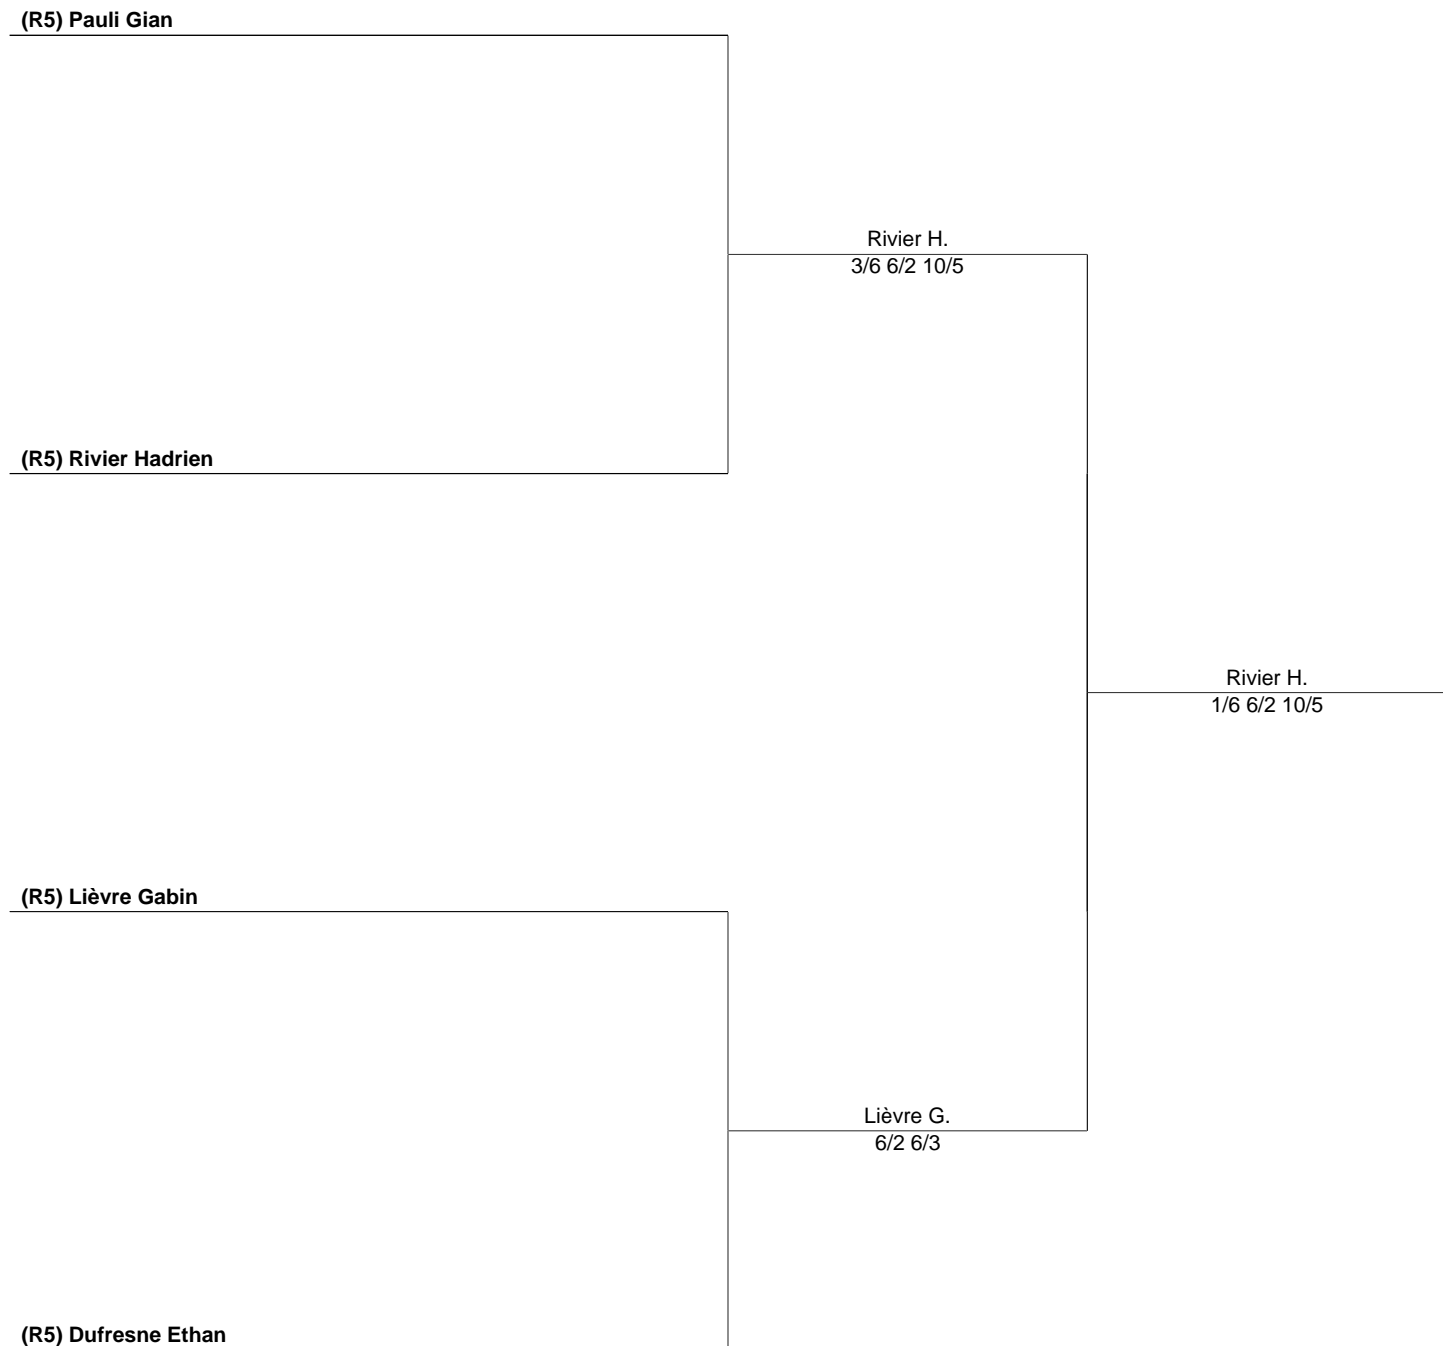 (R5) Pauli Gian
Rivier H.
3/6 6/2 10/5
(R5) Rivier Hadrien
Rivier H.
1/6 6/2 10/5
(R5) Lièvre Gabin
Lièvre G.
6/2 6/3
(R5) Dufresne Ethan